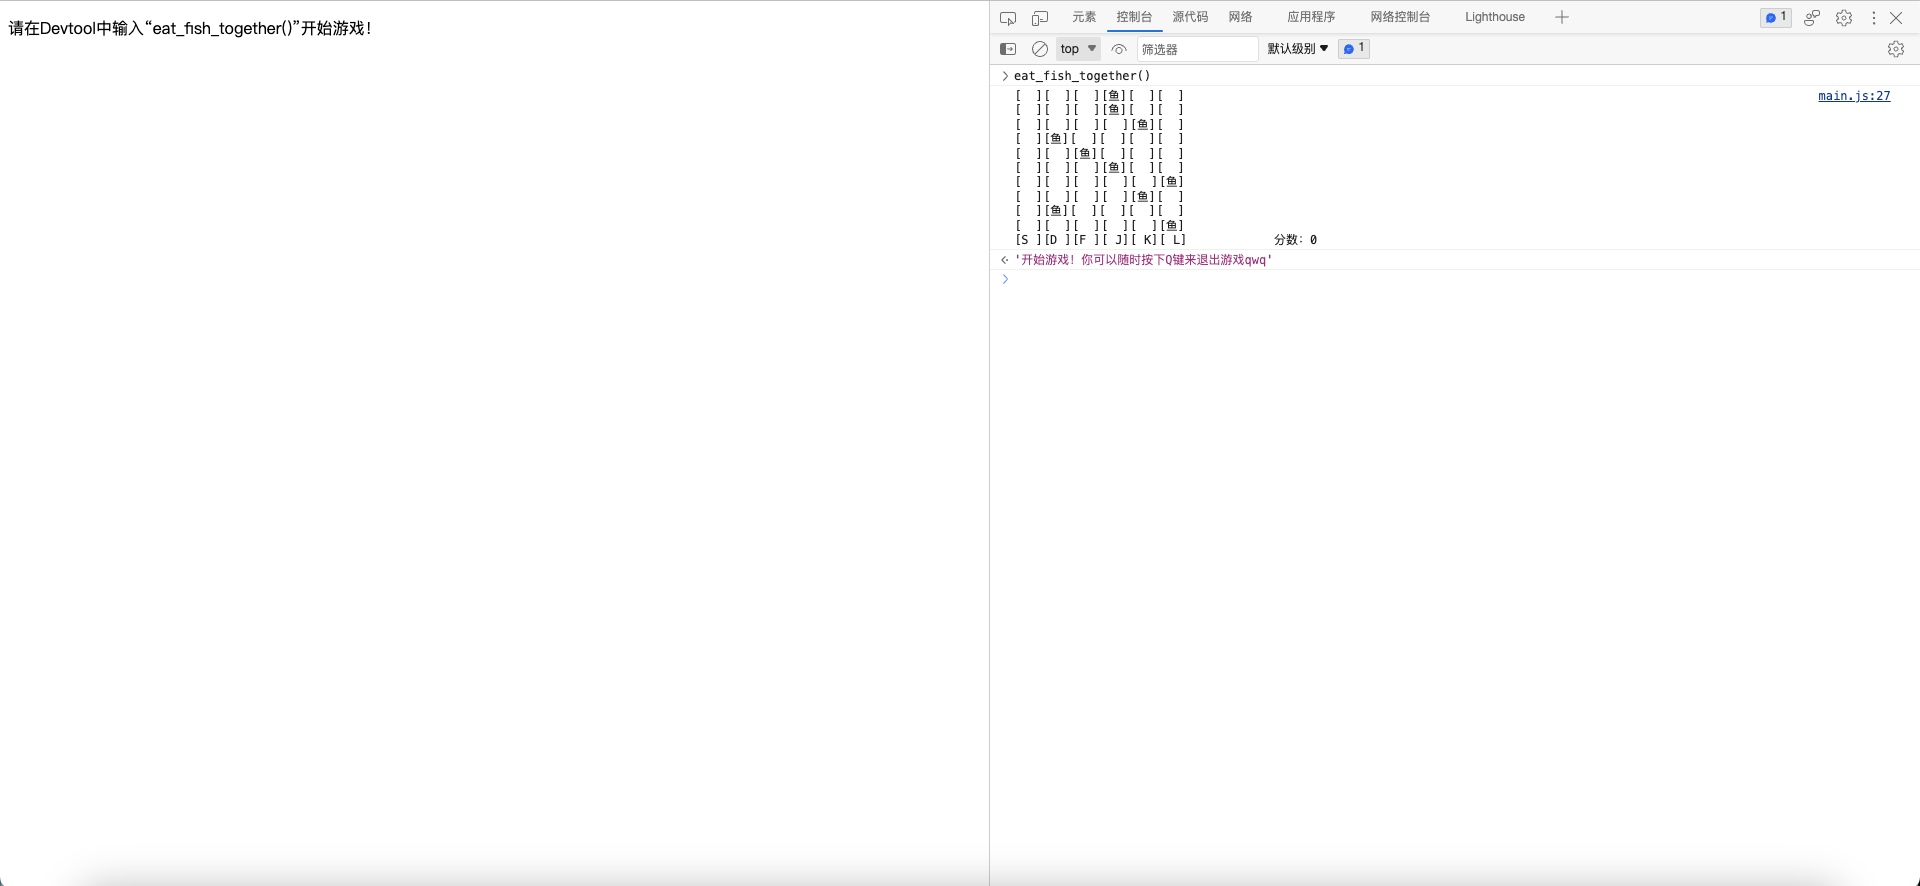 请在Devtool中输入“eat_fish_together()”开始游戏！
元素 控制台 源代码 网络 应用程序 网络控制台 Lighthouse 1
top 筛选器 默认级别 1
eat_fish_together()
[  ][  ][  ][鱼][  ][  ] main.js:27
[  ][  ][  ][鱼][  ][  ]
[  ][  ][  ][  ][鱼][  ]
[  ][鱼][  ][  ][  ][  ]
[  ][  ][鱼][  ][  ][  ]
[  ][  ][  ][鱼][  ][  ]
[  ][  ][  ][  ][  ][鱼]
[  ][  ][  ][  ][鱼][  ]
[  ][鱼][  ][  ][  ][  ]
[  ][  ][  ][  ][  ][鱼]
[S ][D ][F ][ J][ K][ L] 分数：0
'开始游戏！你可以随时按下Q键来退出游戏qwq'